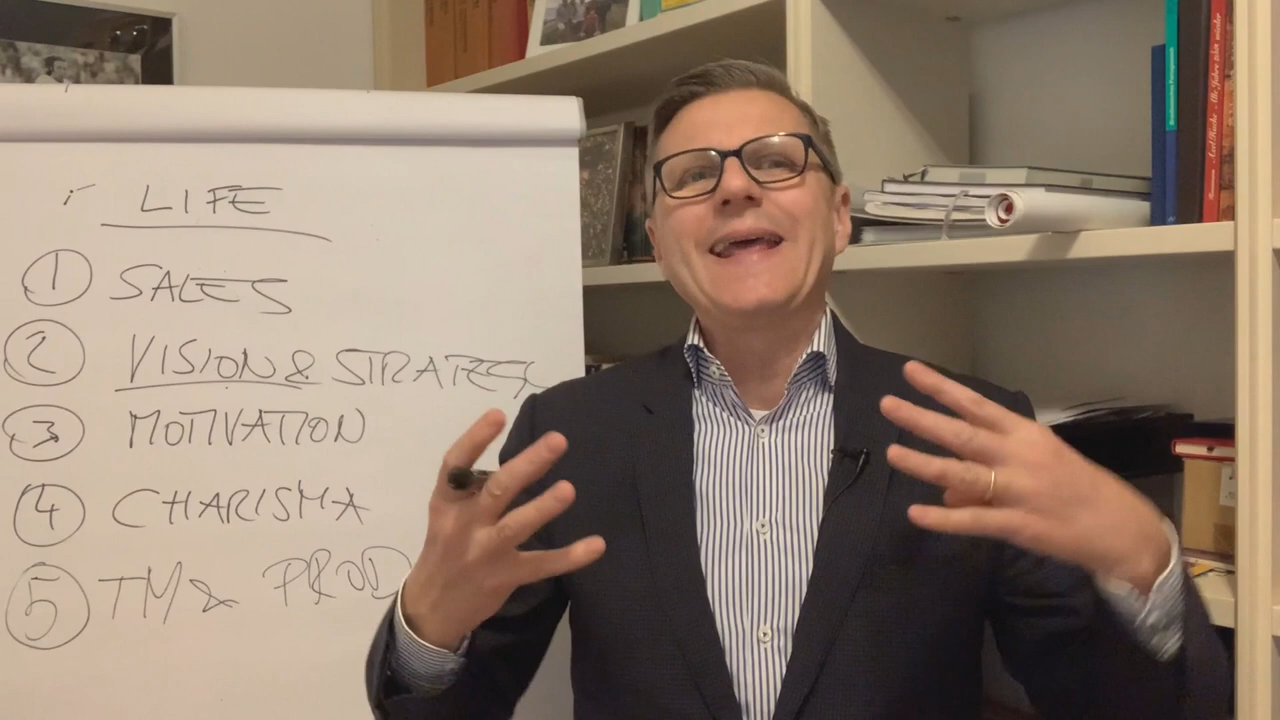 LIFE
1 SALES
2 VISION & STRATEG
3 MOTIVATION
4 CHARISMA
5 TM & PROD